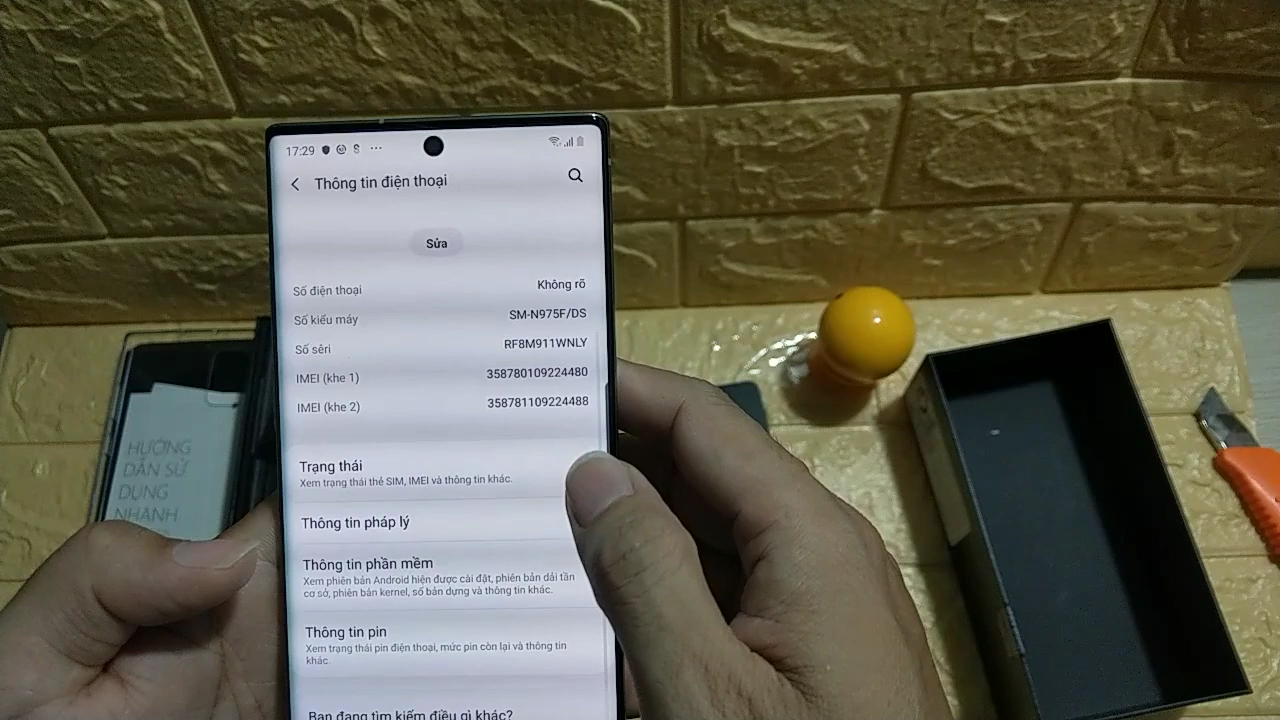 17:29
Thông tin điện thoại
Sửa
Số điện thoại Không rõ
Số kiểu máy SM-N975F/DS
Số sêri RF8M911WNLY
IMEI (khe 1) 358780109224480
IMEI (khe 2) 358781109224488
Trạng thái
Xem trạng thái thẻ SIM, IMEI và thông tin khác.
Thông tin pháp lý
Thông tin phần mềm
Xem phiên bản Android hiện được cài đặt, phiên bản dải tần
cơ sở, phiên bản kernel, số bản dựng và thông tin khác.
Thông tin pin
Xem trạng thái pin điện thoại, mức pin còn lại và thông tin
khác.
Bạn đang tìm kiếm điều gì khác?
HƯỚNG
DẪN SỬ
DỤNG
NHANH